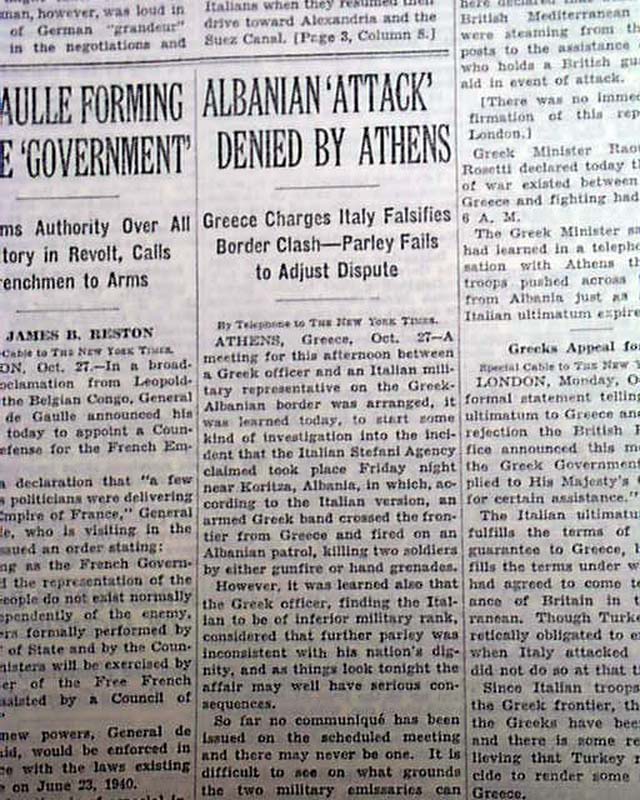 man, however, was loud in
of German "grandeur"
in the negotiations and
AULLE FORMING
E 'GOVERNMENT'
ms Authority Over All
tory in Revolt, Calls
renchmen to Arms
JAMES B. RESTON
Cable to THE NEW YORK TIMES.
ON, Oct. 27.—In a broad-
clamation from Leopold-
the Belgian Congo, General
de Gaulle announced his
today to appoint a Coun-
efense for the French Em-
a declaration that "a few
s politicians were delivering
Empire of France," General
le, who is visiting in the
ssued an order stating:
ng as the French Govern-
d the representation of the
eople do not exist normally
pendently of the enemy,
ers formally performed by
of State and by the Coun-
nisters will be exercised by
er of the Free French
ssisted by a Council of
new powers, General de
aid, would be enforced in
ce with the laws existing
e on June 23, 1940.
Italians when they resumed their
drive toward Alexandria and the
Suez Canal. [Page 3, Column 8.]
ALBANIAN 'ATTACK'
DENIED BY ATHENS
Greece Charges Italy Falsifies
Border Clash—Parley Fails
to Adjust Dispute
By Telephone to THE NEW YORK TIMES.
ATHENS, Greece, Oct. 27—A
meeting for this afternoon between
a Greek officer and an Italian mili-
tary representative on the Greek-
Albanian border was arranged, it
was learned today, to start some
kind of investigation into the inci-
dent that the Italian Stefani Agency
claimed took place Friday night
near Koritza, Albania, in which, ac-
cording to the Italian version, an
armed Greek band crossed the fron-
tier from Greece and fired on an
Albanian patrol, killing two soldiers
by either gunfire or hand grenades.
However, it was learned also that
the Greek officer, finding the Ital-
ian to be of inferior military rank,
considered that further parley was
inconsistent with his nation's dig-
nity, and as things look tonight the
affair may well have serious con-
sequences.
So far no communiqué has been
issued on the scheduled meeting
and there may never be one. It is
difficult to see on what grounds
the two military emissaries can
British Mediterranean
were steaming from th
posts to the assistance
who holds a British gu
aid in event of attack.
[There was no immed
firmation of this rep
London.]
Greek Minister Raou
Rosetti declared today th
of war existed between
Greece and fighting had
6 A. M.
The Greek Minister sa
had learned in a telepho
sation with Athens th
troops pushed across
from Albania just as
Italian ultimatum expire
Greeks Appeal for
Special Cable to THE NEW Y
LONDON, Monday, O
formal statement telling
ultimatum to Greece an
rejection the British F
fice announced this mo
the Greek Government
plied to His Majesty's G
for certain assistance."
The Italian ultimatu
fulfills the terms of
guarantee to Greece, l
fills the terms under w
had agreed to come t
ance of Britain in t
ranean. Though Turke
retically obligated to e
when Italy attacked
did not do so at that ti
Since Italian troops
the Greek frontier, th
the Greeks have bee
and there is some re
lieving that Turkey m
cide to render some
Greece.